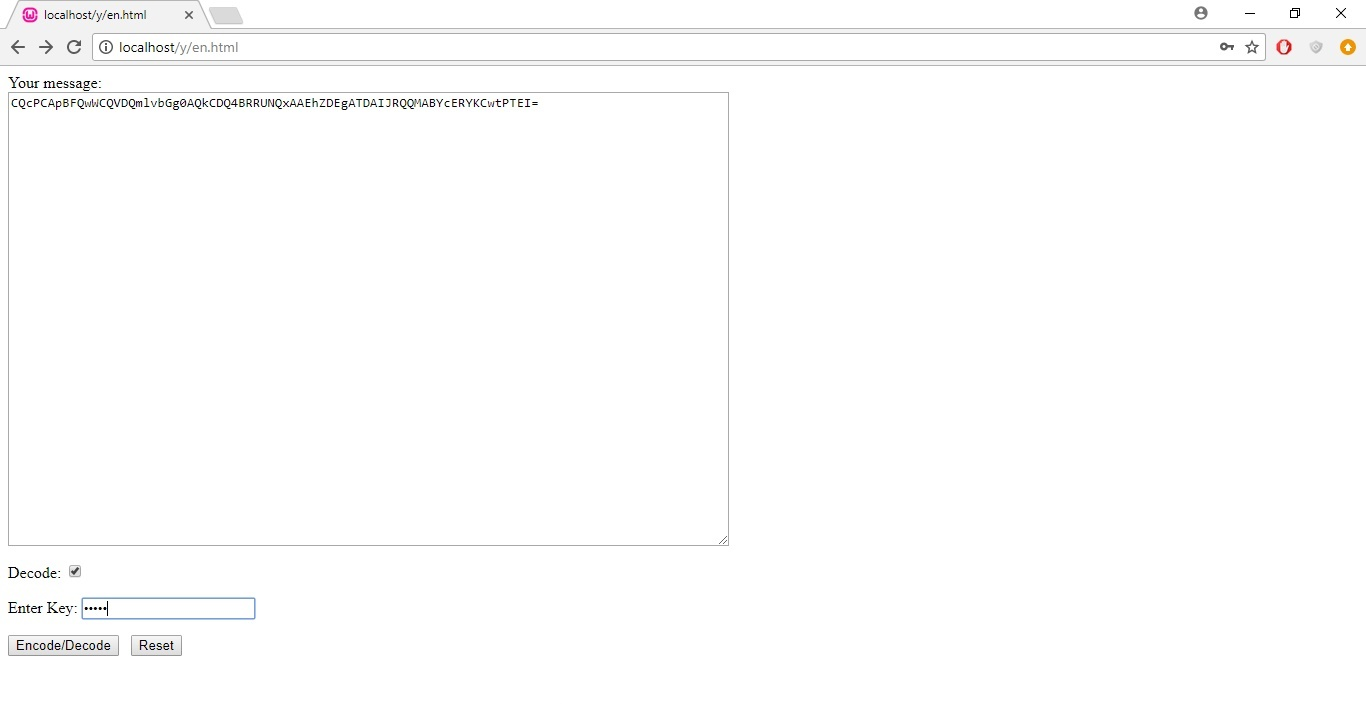 localhost/y/en.html
localhost/y/en.html
Your message:
CQcPCApBFQwWCQVDQmlvbGg0AQkCDQ4BRRUNQxAAEhZDEgATDAIJRQQMABYcERYKCwtPTEI=
Decode:
Enter Key: •••••
Encode/Decode Reset